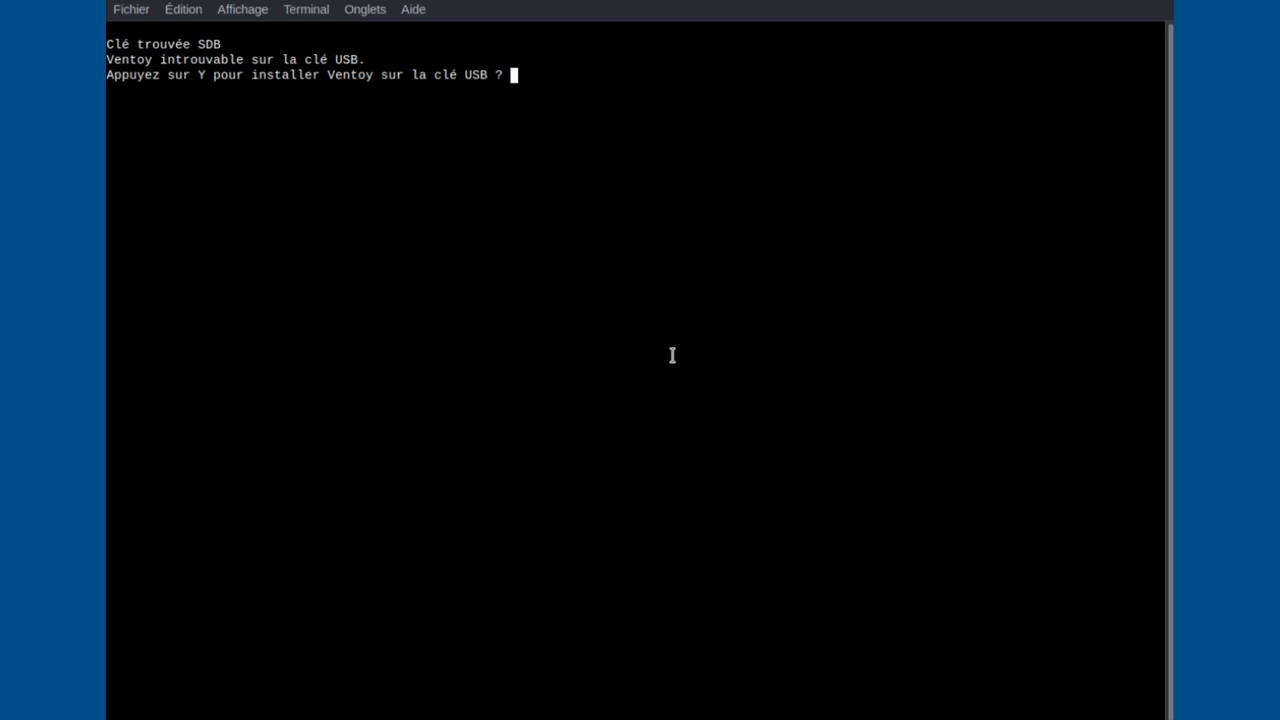 Fichier Édition Affichage Terminal Onglets Aide
Clé trouvée SDB
Ventoy introuvable sur la clé USB.
Appuyez sur Y pour installer Ventoy sur la clé USB ?